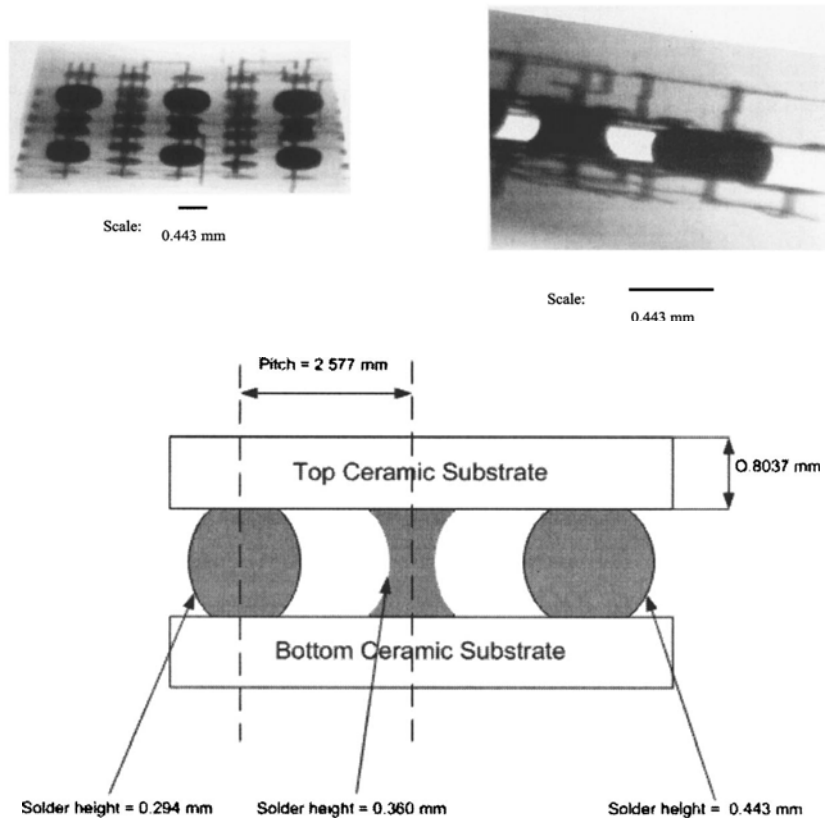 Scale:
0.443 mm
Scale:
0.443 mm
Pitch = 2 577 mm
Top Ceramic Substrate
0.8037 mm
Bottom Ceramic Substrate
Solder height = 0.294 mm
Solder height = 0.360 mm
Solder height = 0.443 mm